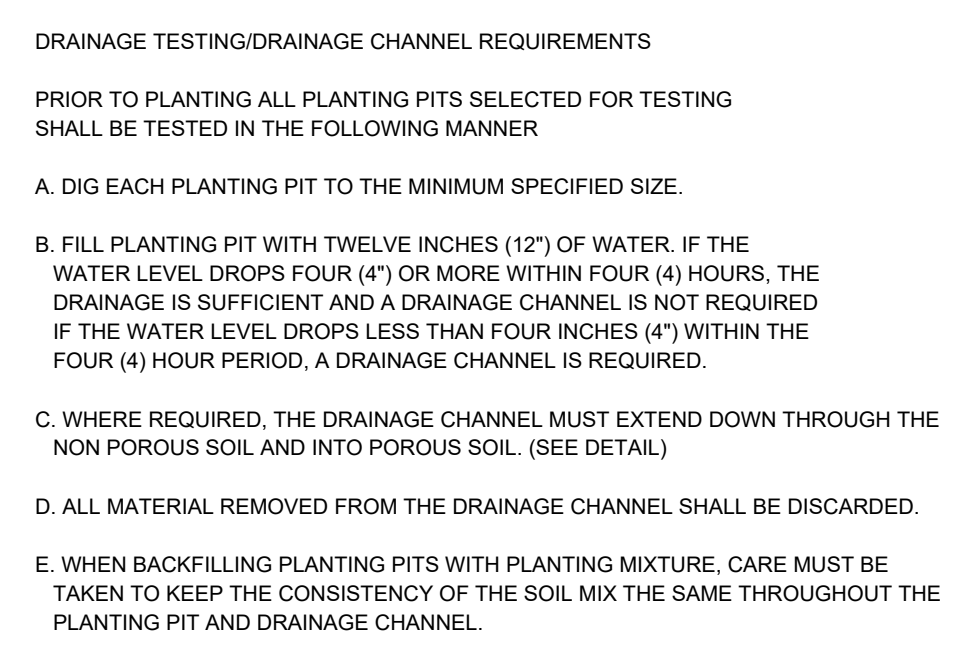 DRAINAGE TESTING/DRAINAGE CHANNEL REQUIREMENTS
PRIOR TO PLANTING ALL PLANTING PITS SELECTED FOR TESTING
SHALL BE TESTED IN THE FOLLOWING MANNER
A. DIG EACH PLANTING PIT TO THE MINIMUM SPECIFIED SIZE.
B. FILL PLANTING PIT WITH TWELVE INCHES (12") OF WATER. IF THE
WATER LEVEL DROPS FOUR (4") OR MORE WITHIN FOUR (4) HOURS, THE
DRAINAGE IS SUFFICIENT AND A DRAINAGE CHANNEL IS NOT REQUIRED
IF THE WATER LEVEL DROPS LESS THAN FOUR INCHES (4") WITHIN THE
FOUR (4) HOUR PERIOD, A DRAINAGE CHANNEL IS REQUIRED.
C. WHERE REQUIRED, THE DRAINAGE CHANNEL MUST EXTEND DOWN THROUGH THE
NON POROUS SOIL AND INTO POROUS SOIL. (SEE DETAIL)
D. ALL MATERIAL REMOVED FROM THE DRAINAGE CHANNEL SHALL BE DISCARDED.
E. WHEN BACKFILLING PLANTING PITS WITH PLANTING MIXTURE, CARE MUST BE
TAKEN TO KEEP THE CONSISTENCY OF THE SOIL MIX THE SAME THROUGHOUT THE
PLANTING PIT AND DRAINAGE CHANNEL.